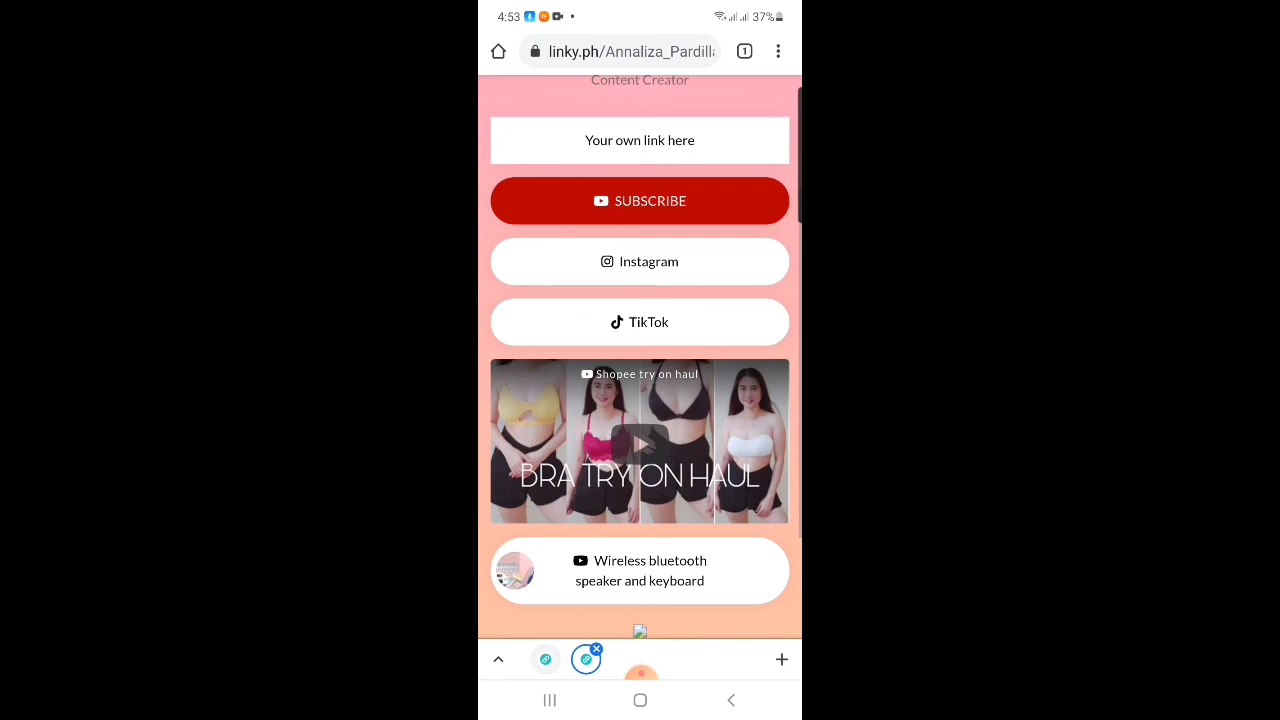 4:53
37%
linky.ph/Annaliza_Pardill
1
Content Creator
Your own link here
SUBSCRIBE
Instagram
TikTok
Shopee try on haul
BRA TRY ON HAUL
Wireless bluetooth
speaker and keyboard